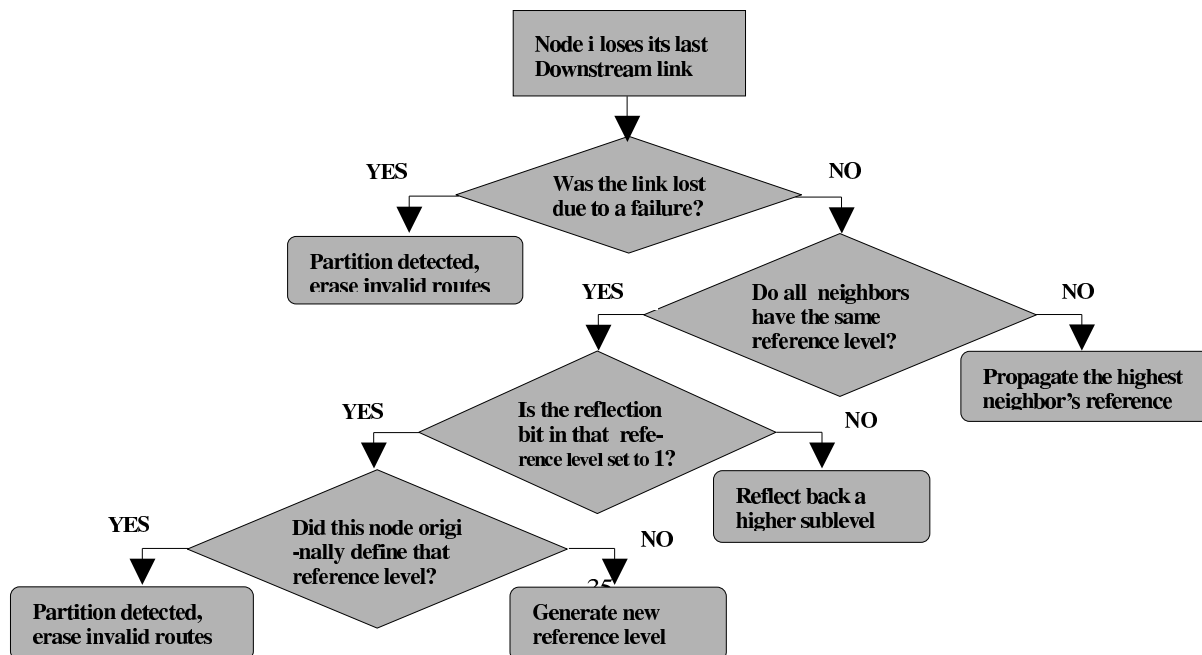 Node i loses its last
Downstream link
YES
NO
Was the link lost
due to a failure?
Partition detected,
erase invalid routes
YES
NO
Do all neighbors
have the same
reference level?
Propagate the highest
neighbor’s reference
YES
NO
Is the reflection
bit in that refe-
rence level set to 1?
Reflect back a
higher sublevel
YES
NO
Did this node origi
-nally define that
reference level?
35
Partition detected,
erase invalid routes
Generate new
reference level